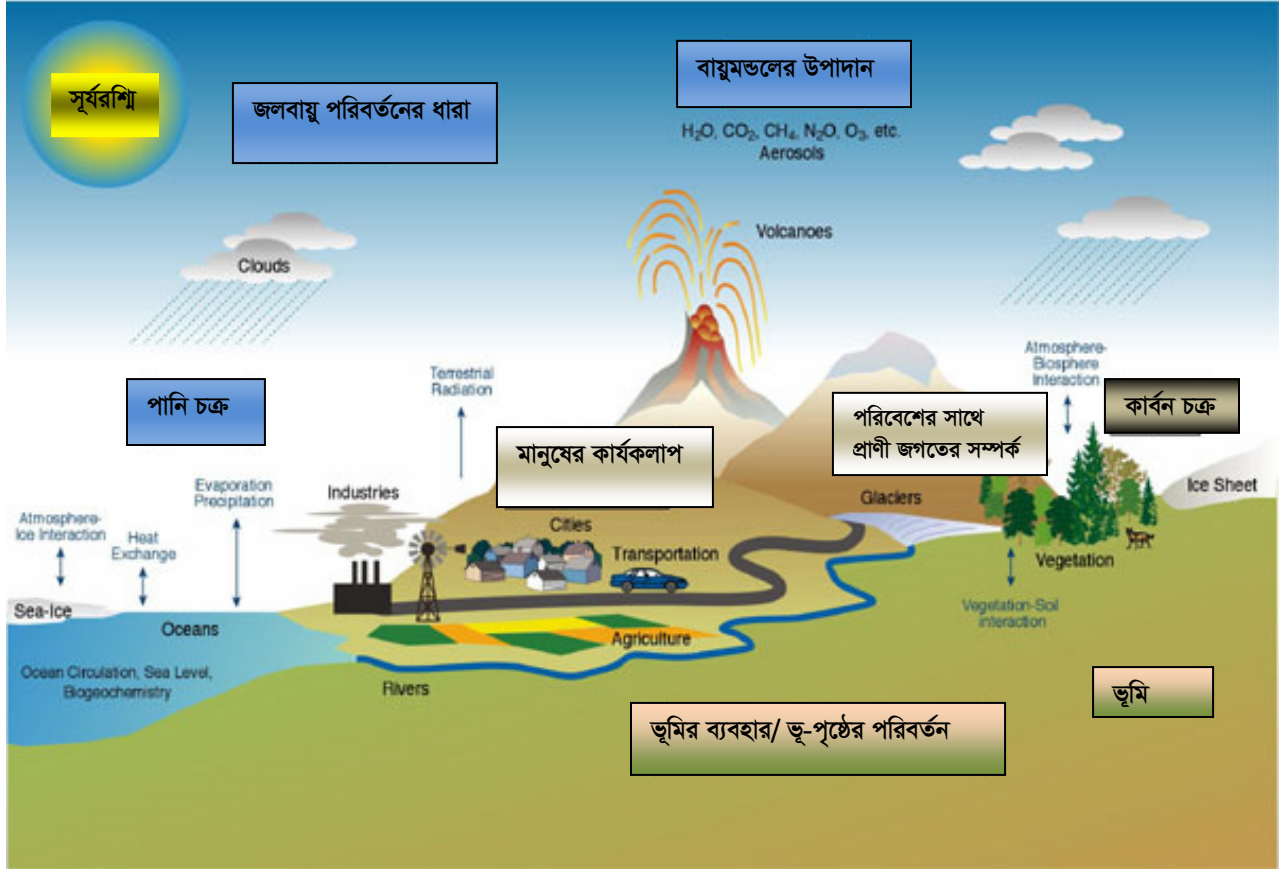 সূর্যরশ্মি
জলবায়ু পরিবর্তনের ধারা
বায়ুমন্ডলের উপাদান
H₂O, CO₂, CH₄, N₂O, O₃, etc.
Aerosols
Volcanoes
Clouds
Atmosphere-
Biosphere
Interaction
Terrestrial
Radiation
পানি চক্র
মানুষের কার্যকলাপ
পরিবেশের সাথে
প্রাণী জগতের সম্পর্ক
কার্বন চক্র
Evaporation
Precipitation
Industries
Glaciers
Ice Sheet
Atmosphere-
Ice Interaction
Heat
Exchange
Cities
Transportation
Vegetation
Sea-Ice
Oceans
Agriculture
Vegetation-Soil
interaction
Ocean Circulation, Sea Level,
Biogeochemistry
Rivers
ভূমি
ভূমির ব্যবহার/ ভূ-পৃষ্ঠের পরিবর্তন